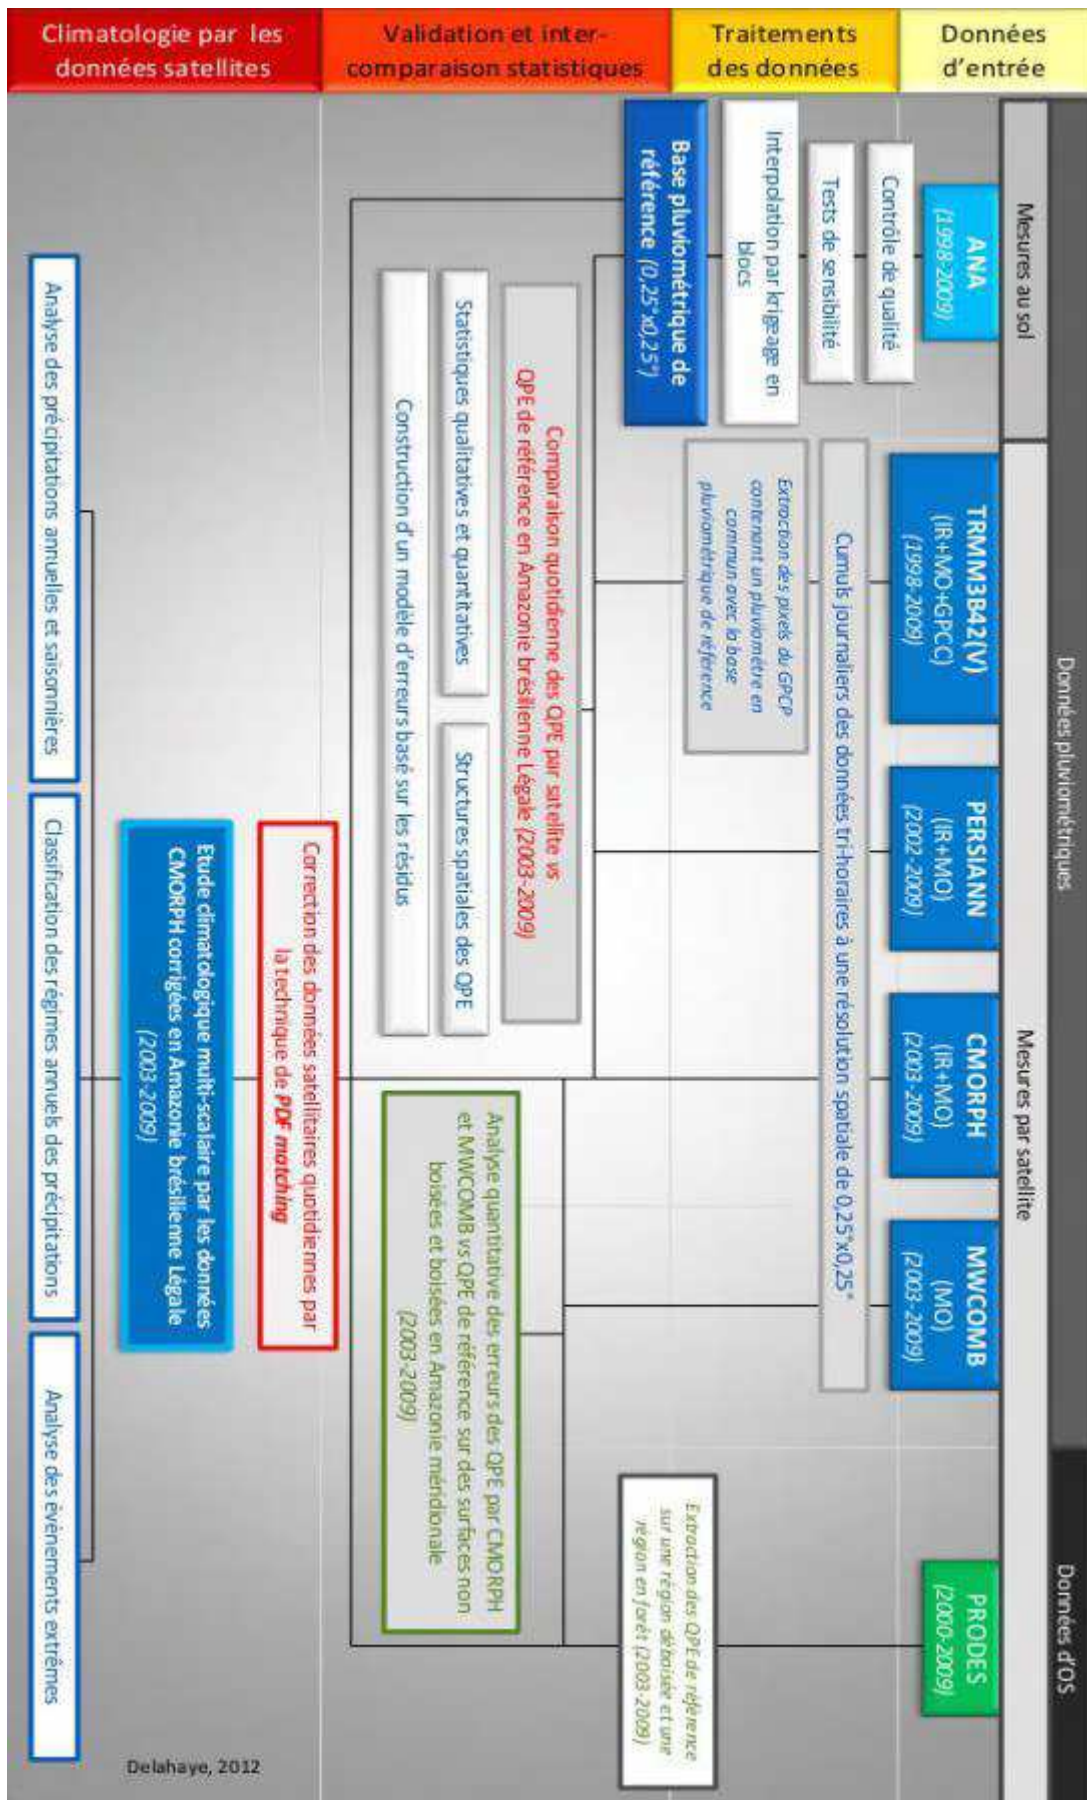 Données
d'entrée
Traitements
des données
Validation et inter-
comparaison statistiques
Climatologie par les
données satellites
Données pluviométriques
Données d'OS
Mesures au sol
Mesures par satellite
ANA
(1998-2009)
TRMM3B42(V)
(IR+MO+GPCC)
(1998-2009)
PERSIANN
(IR+MO)
(2002-2009)
CMORPH
(IR+MO)
(2003-2009)
MWCOMB
(MO)
(2003-2009)
PRODES
(2000-2009)
Contrôle de qualité
Tests de sensibilité
Interpolation par krigeage en
blocs
Base pluviométrique de
référence (0,25°x0,25°)
Cumuls journaliers des données tri-horaires à une résolution spatiale de 0,25°x0,25°
Extraction des pixels du GPCP
contenant un pluviomètre en
commun avec la base
pluviométrique de référence
Extraction des QPE de référence
sur une région déboisée et une
région en forêt (2003-2009)
Comparaison quotidienne des QPE par satellite vs
QPE de référence en Amazonie brésilienne Légale (2003-2009)
Statistiques qualitatives et quantitatives
Structures spatiales des QPE
Construction d'un modèle d'erreurs basé sur les résidus
Analyse quantitative des erreurs des QPE par CMORPH
et MWCOMB vs QPE de référence sur des surfaces non
boisées et boisées en Amazonie méridionale
(2003-2009)
Correction des données satellitaires quotidiennes par
la technique de PDF matching
Etude climatologique multi-scalaire par les données
CMORPH corrigées en Amazonie brésilienne Légale
(2003-2009)
Analyse des précipitations annuelles et saisonnières
Classification des régimes annuels des précipitations
Analyse des évènements extrêmes
Delahaye, 2012